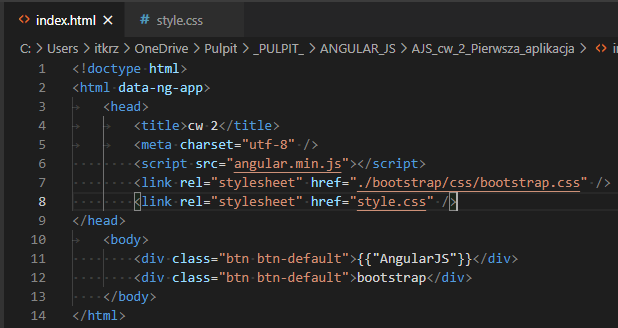 index.html
style.css
C: > Users > itkrz > OneDrive > Pulpit > _PULPIT_ > ANGULAR_JS > AJS_cw_2_Pierwsza_aplikacja >
1 <!doctype html>
2 <html data-ng-app>
3 <head>
4 <title>cw 2</title>
5 <meta charset="utf-8" />
6 <script src="angular.min.js"></script>
7 <link rel="stylesheet" href="./bootstrap/css/bootstrap.css" />
8 <link rel="stylesheet" href="style.css" />
9 </head>
10 <body>
11 <div class="btn btn-default">{{"AngularJS"}}</div>
12 <div class="btn btn-default">bootstrap</div>
13 </body>
14 </html>